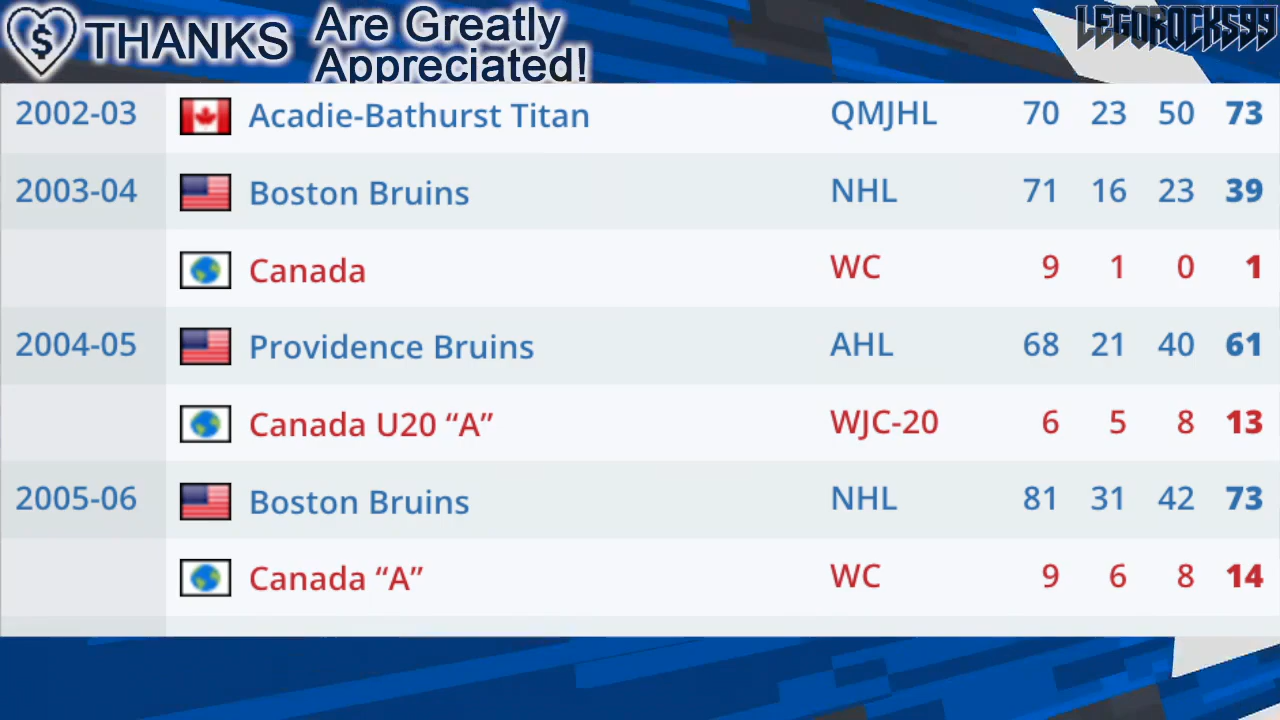 $ THANKS Are Greatly
Appreciated!
LEGOROCKS99
2002-03 Acadie-Bathurst Titan QMJHL 70 23 50 73
2003-04 Boston Bruins NHL 71 16 23 39
Canada WC 9 1 0 1
2004-05 Providence Bruins AHL 68 21 40 61
Canada U20 “A” WJC-20 6 5 8 13
2005-06 Boston Bruins NHL 81 31 42 73
Canada “A” WC 9 6 8 14